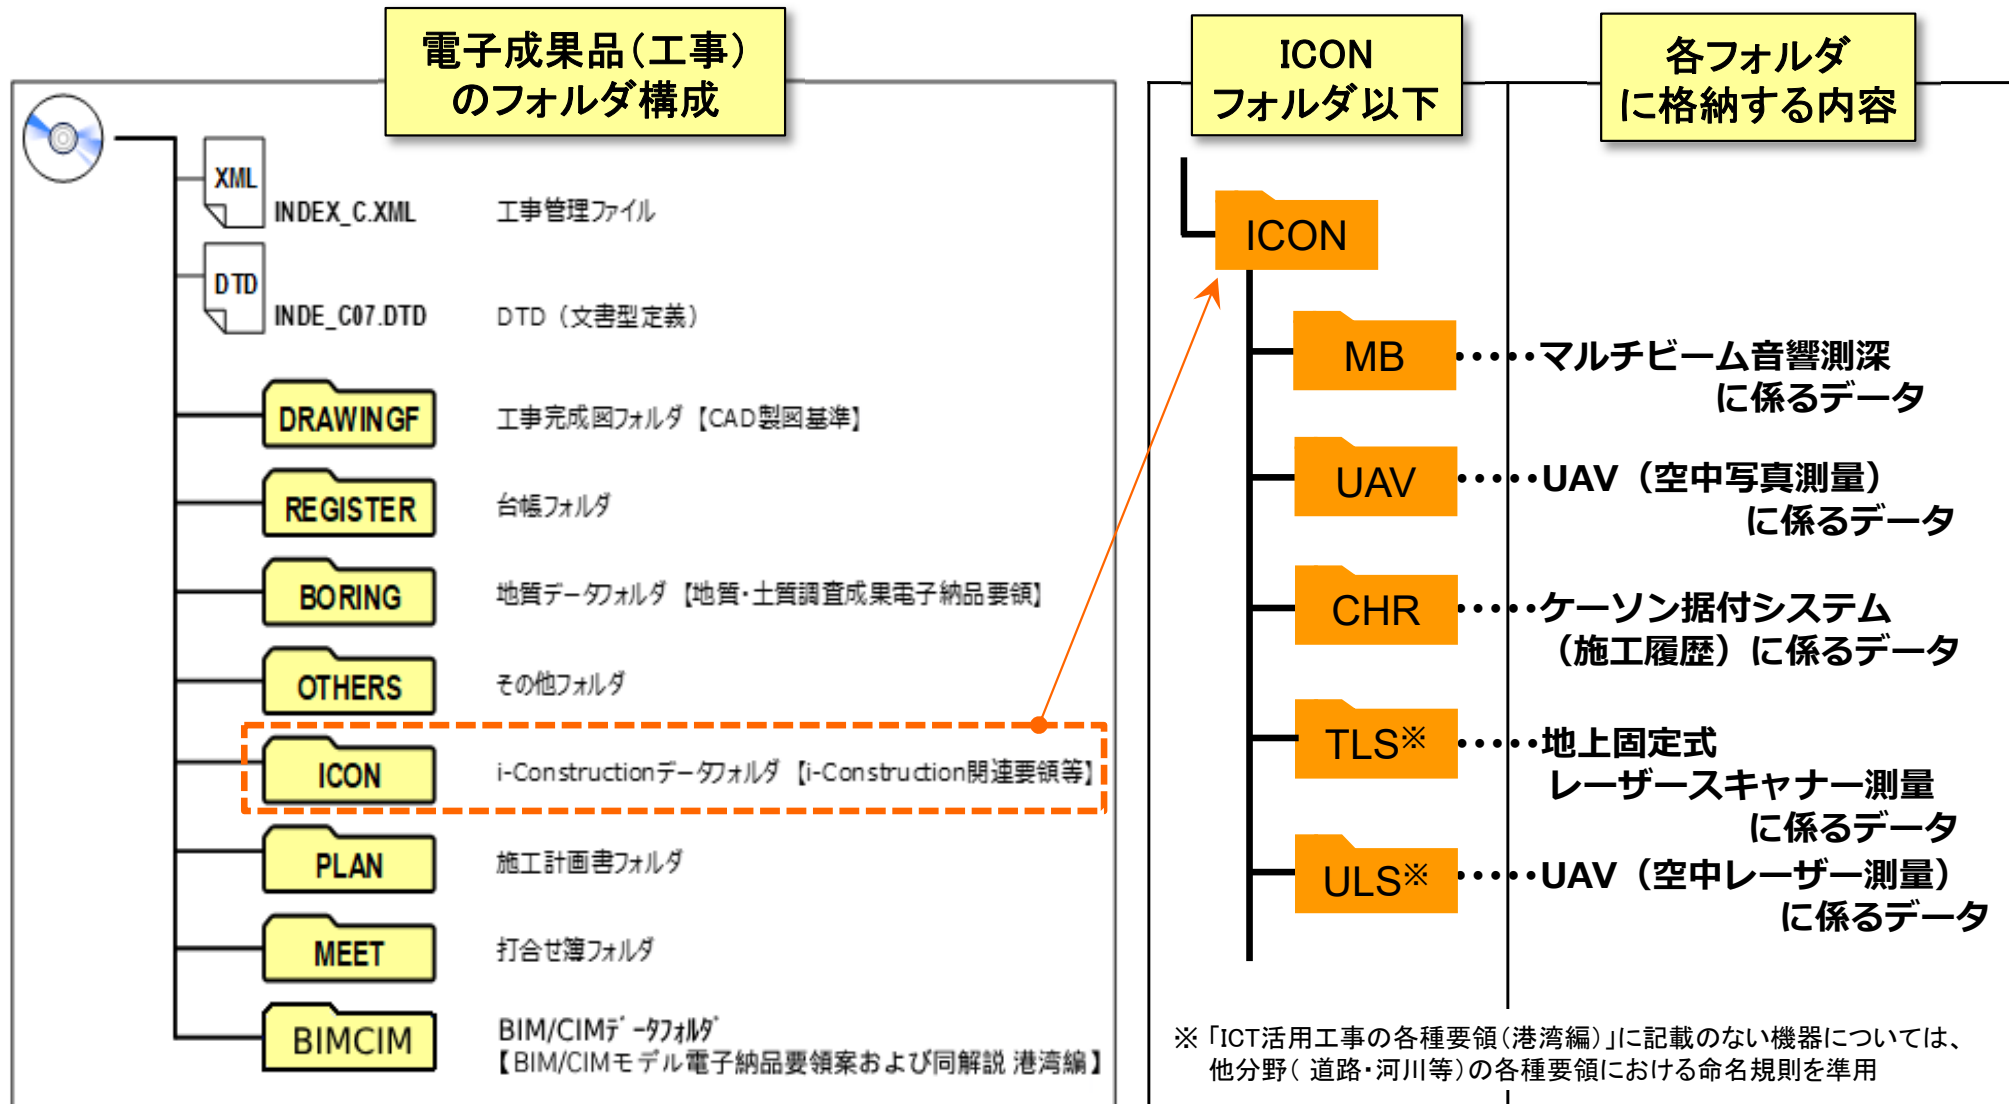 電子成果品（工事）
のフォルダ構成
XML
INDEX_C.XML 工事管理ファイル
DTD
INDE_C07.DTD DTD（文書型定義）
DRAWINGF 工事完成図フォルダ【CAD製図基準】
REGISTER 台帳フォルダ
BORING 地質データフォルダ【地質・土質調査成果電子納品要領】
OTHERS その他フォルダ
ICON i-Constructionデータフォルダ【i-Construction関連要領等】
PLAN 施工計画書フォルダ
MEET 打合せ簿フォルダ
BIMCIM BIM/CIMデータフォルダ
【BIM/CIMモデル電子納品要領案および同解説 港湾編】
ICON
フォルダ以下
各フォルダ
に格納する内容
ICON
MB ･････マルチビーム音響測深
に係るデータ
UAV ･････UAV（空中写真測量）
に係るデータ
CHR ･････ケーソン据付システム
（施工履歴）に係るデータ
TLS※ ･････地上固定式
レーザースキャナー測量
に係るデータ
ULS※ ･････UAV（空中レーザー測量）
に係るデータ
※「ICT活用工事の各種要領（港湾編）」に記載のない機器については、
他分野（ 道路・河川等）の各種要領における命名規則を準用